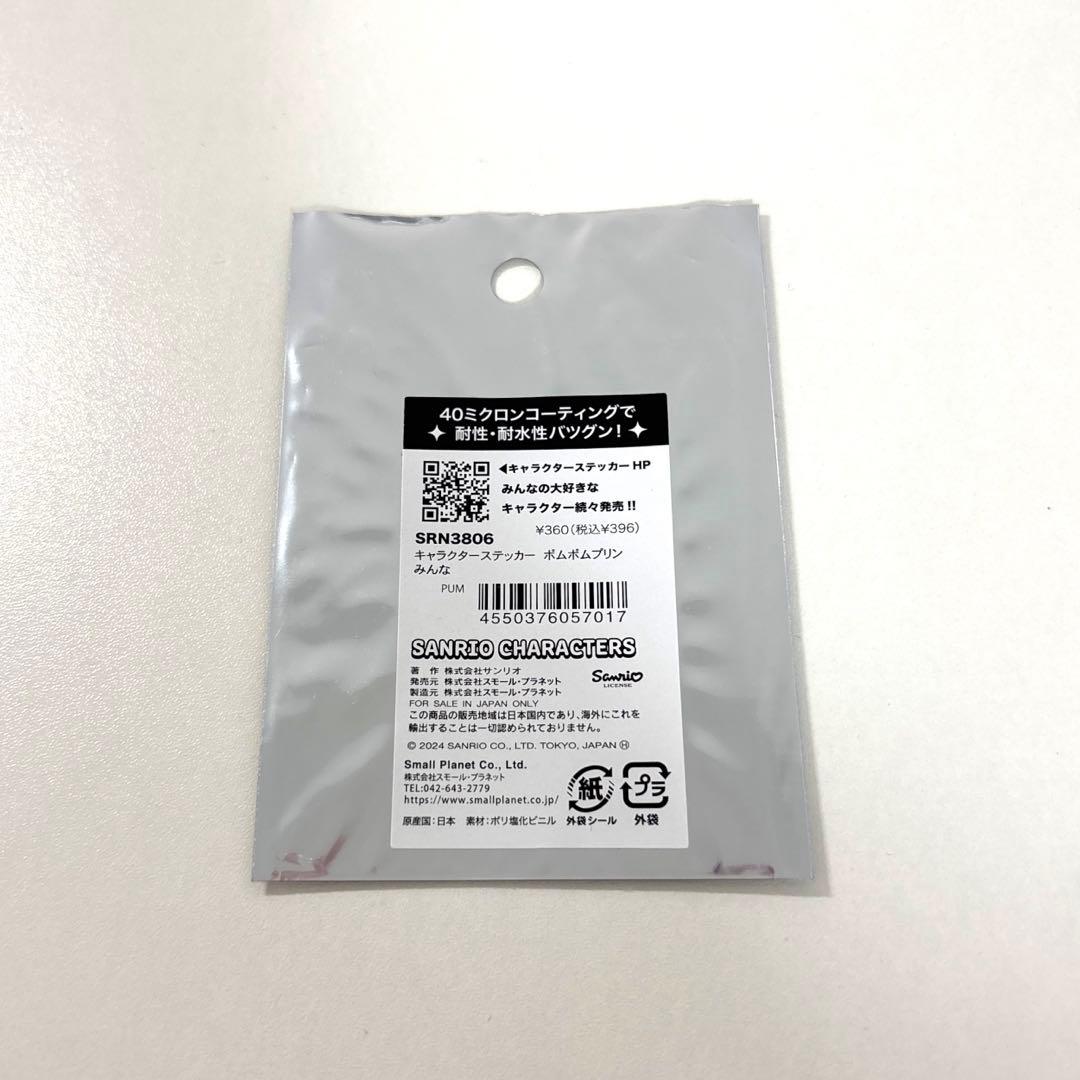 40ミクロンコーティングで
耐性・耐水性バツグン！
◀キャラクターステッカー HP
みんなの大好きな
キャラクター続々発売!!
¥360(税込¥396)
SRN3806
キャラクターステッカー ポムポムプリン
みんな
PUM
4550376057017
SANRIO CHARACTERS
著　作 株式会社サンリオ
発売元 株式会社スモール・プラネット
製造元 株式会社スモール・プラネット
Sanrio
LICENSE
FOR SALE IN JAPAN ONLY
この商品の販売地域は日本国内であり、海外にこれを
輸出することは一切認められておりません。
© 2024 SANRIO CO., LTD. TOKYO, JAPAN Ⓗ
Small Planet Co., Ltd.
株式会社スモール・プラネット
TEL:042-643-2779
https://www.smallplanet.co.jp/
紙
外袋シール
プラ
外袋
原産国：日本　素材：ポリ塩化ビニル